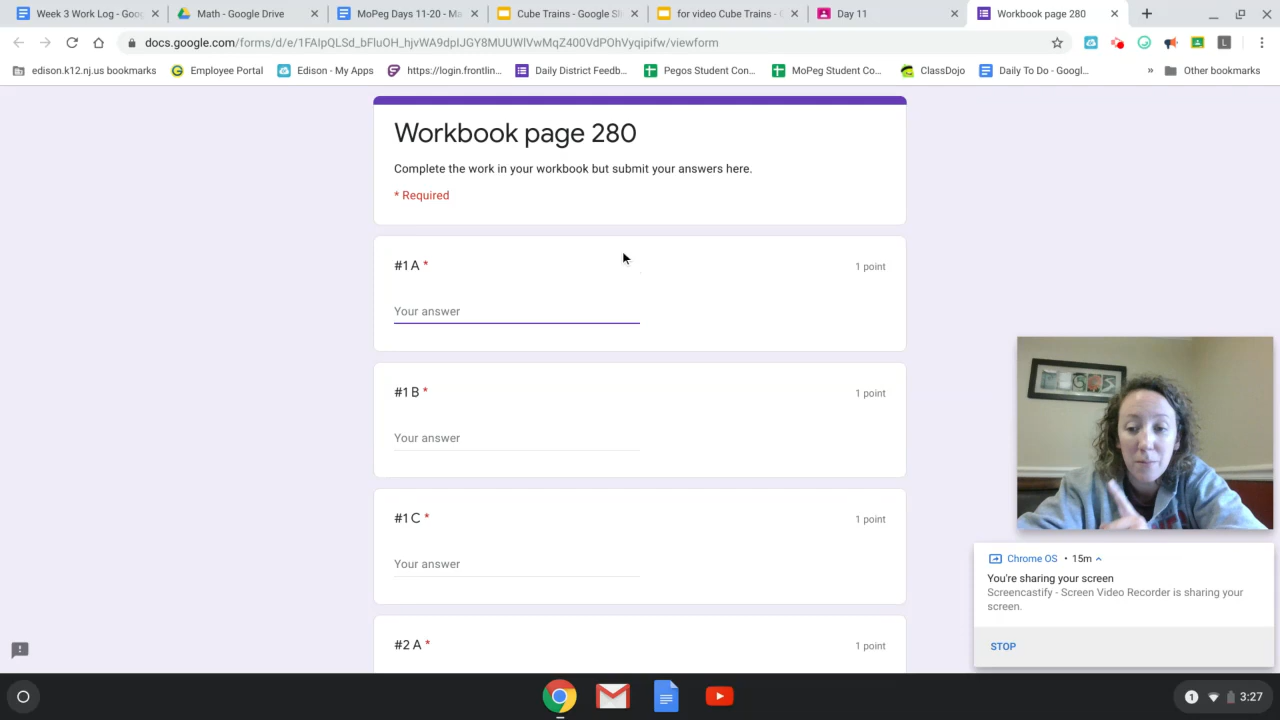 Week 3 Work Log - Goog
Math - Google Drive
MoPeg Days 11-20 - Ma
Cube Trains - Google Sli
for video Cube Trains - G
Day 11
Workbook page 280
docs.google.com/forms/d/e/1FAIpQLSd_bFIuOH_hjvWA9dpIJGY8MUUWIVwMqZ400VdPOhVyqipifw/viewform
edison.k12.nj.us bookmarks
Employee Portal
Edison - My Apps
https://login.frontlin...
Daily District Feedb...
Pegos Student Con...
MoPeg Student Co...
ClassDojo
Daily To Do - Googl...
»
Other bookmarks
Workbook page 280
Complete the work in your workbook but submit your answers here.
* Required
#1 A *
1 point
Your answer
#1 B *
1 point
Your answer
#1 C *
1 point
Your answer
#2 A *
1 point
Chrome OS • 15m
You're sharing your screen
Screencastify - Screen Video Recorder is sharing your
screen.
STOP
1
3:27